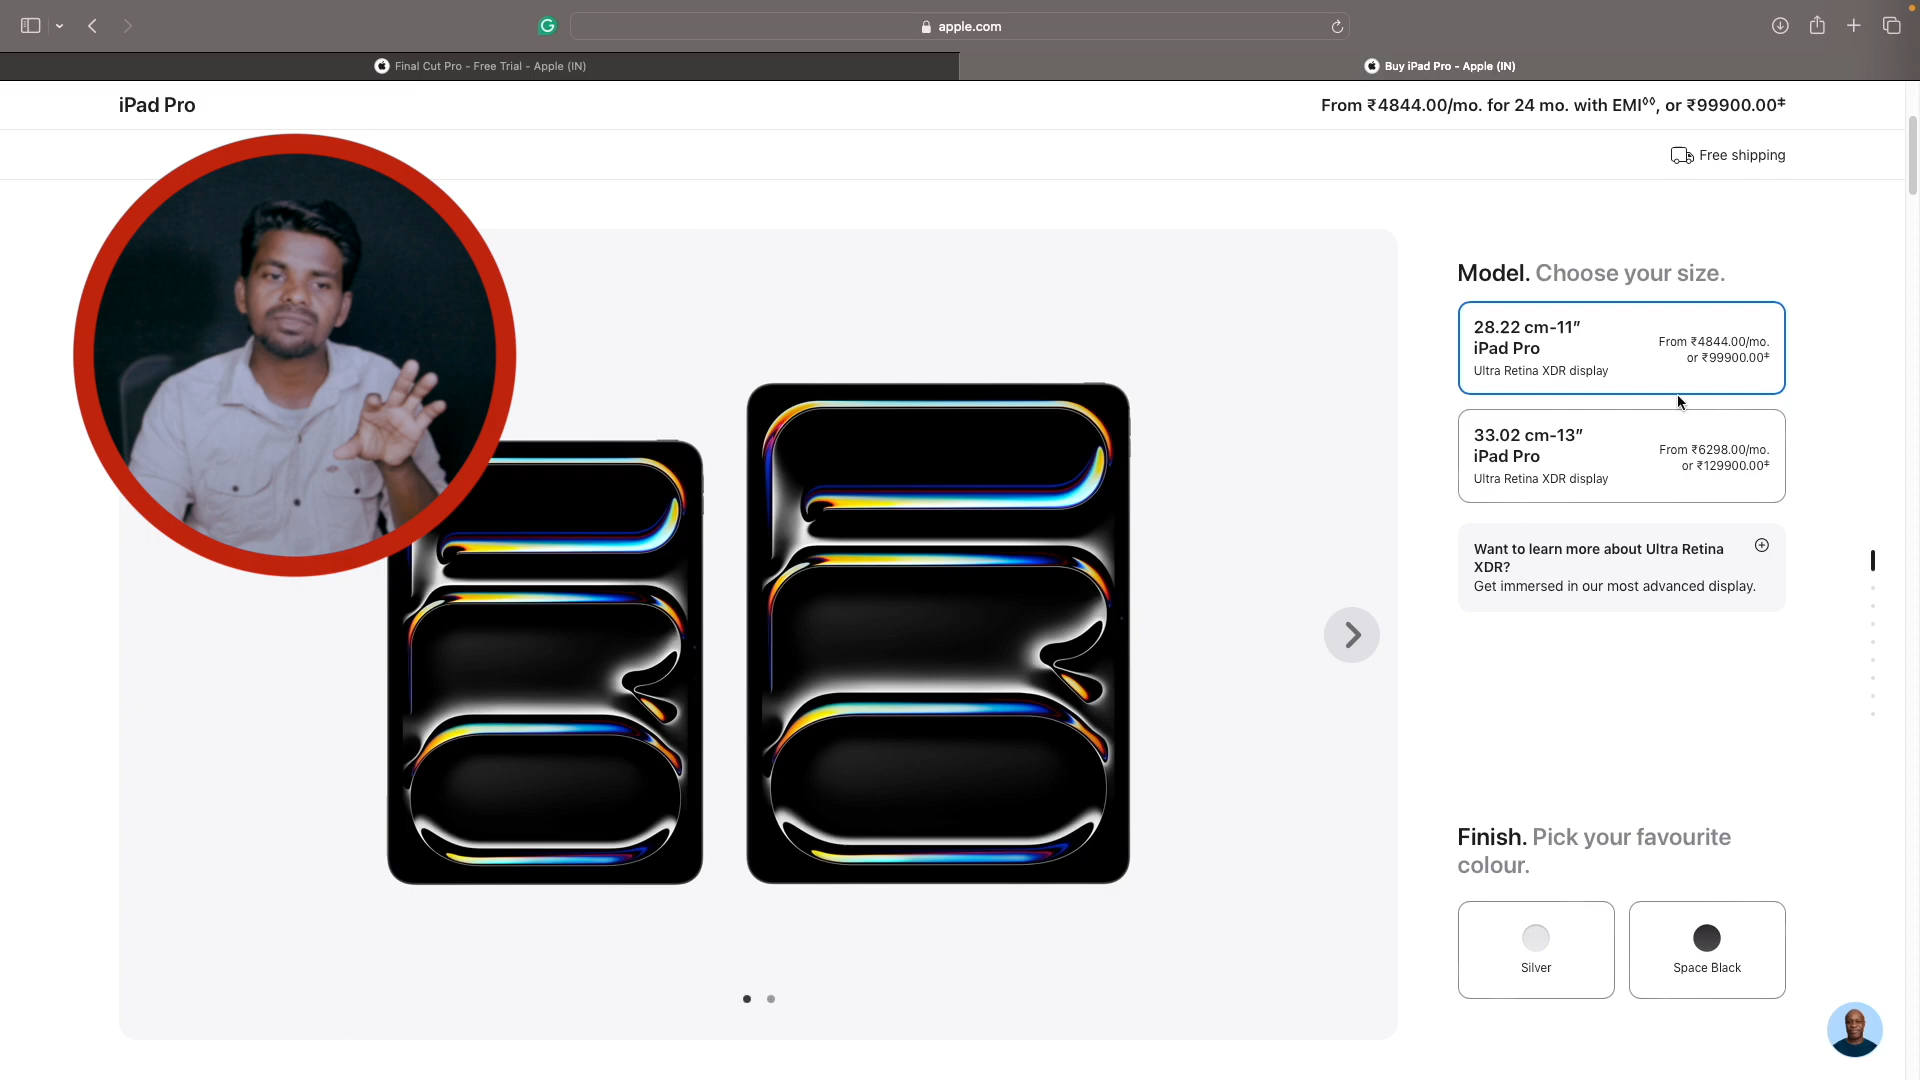 apple.com
Final Cut Pro - Free Trial - Apple (IN)
Buy iPad Pro - Apple (IN)
iPad Pro
From ₹4844.00/mo. for 24 mo. with EMI◊◊, or ₹99900.00‡
Free shipping
Model. Choose your size.
28.22 cm-11″
iPad Pro
Ultra Retina XDR display
From ₹4844.00/mo.
or ₹99900.00‡
33.02 cm-13″
iPad Pro
Ultra Retina XDR display
From ₹6298.00/mo.
or ₹129900.00‡
Want to learn more about Ultra Retina
XDR?
Get immersed in our most advanced display.
Finish. Pick your favourite
colour.
Silver
Space Black